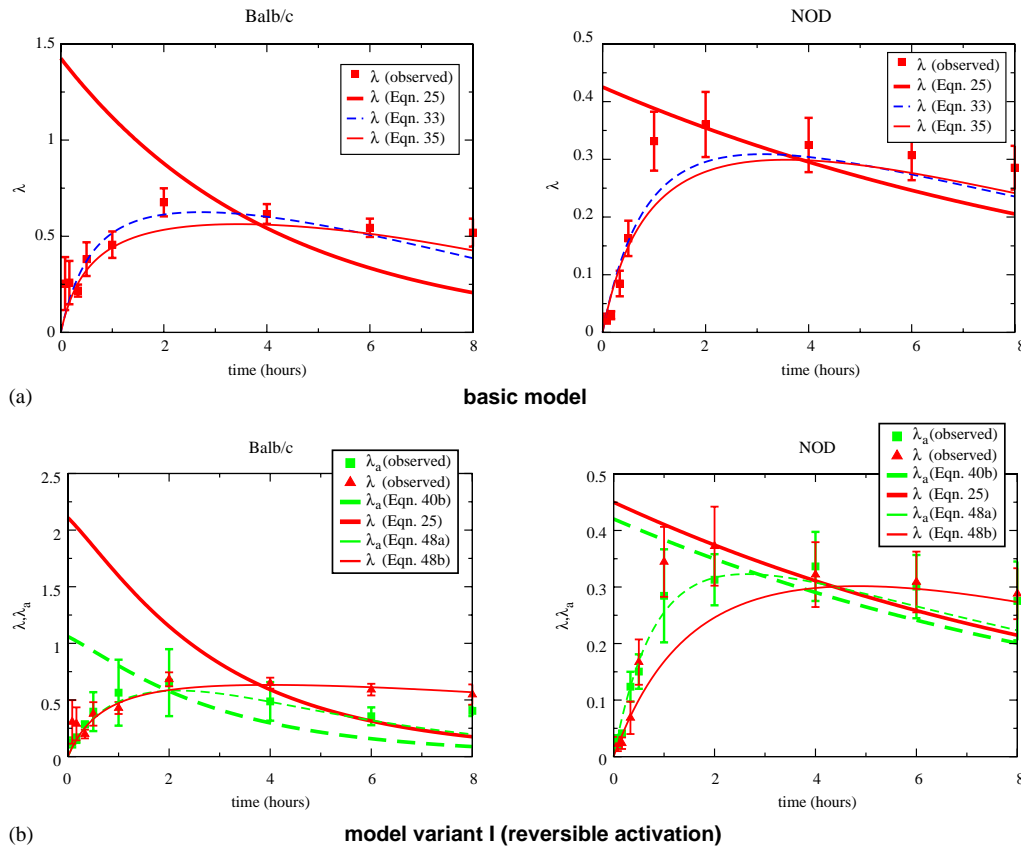 Balb/c
1.5
1
0.5
0
λ
0 2 4 6 8
time (hours)
λ (observed)
λ (Eqn. 25)
λ (Eqn. 33)
λ (Eqn. 35)
NOD
0.5
0.4
0.3
0.2
0.1
0
λ
0 2 4 6 8
time (hours)
λ (observed)
λ (Eqn. 25)
λ (Eqn. 33)
λ (Eqn. 35)
(a)
basic model
Balb/c
2.5
2
1.5
1
0.5
0
λ,λa
0 2 4 6 8
time (hours)
λa (observed)
λ (observed)
λa (Eqn. 40b)
λ (Eqn. 25)
λa (Eqn. 48a)
λ (Eqn. 48b)
NOD
0.5
0.4
0.3
0.2
0.1
0
λ,λa
0 2 4 6 8
time (hours)
λa (observed)
λ (observed)
λa (Eqn. 40b)
λ (Eqn. 25)
λa (Eqn. 48a)
λ (Eqn. 48b)
(b)
model variant I (reversible activation)